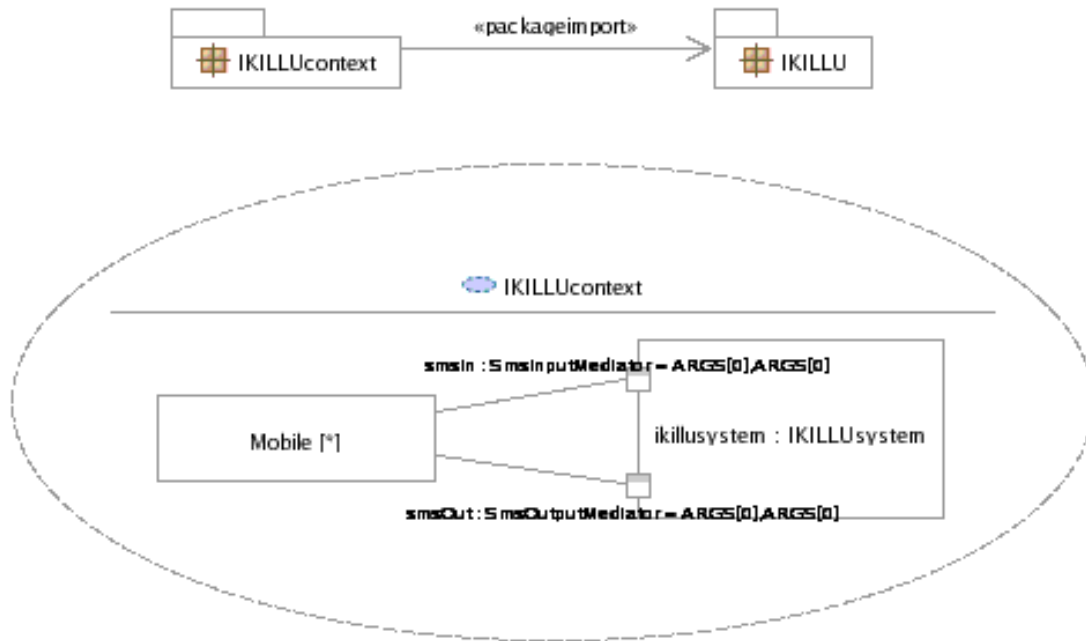 «packageimport»
IKILLUcontext
IKILLU
IKILLUcontext
smsIn : SmsInputMediator = ARGS[0],ARGS[0]
Mobile [*]
ikillusystem : IKILLUsystem
smsOut : SmsOutputMediator = ARGS[0],ARGS[0]